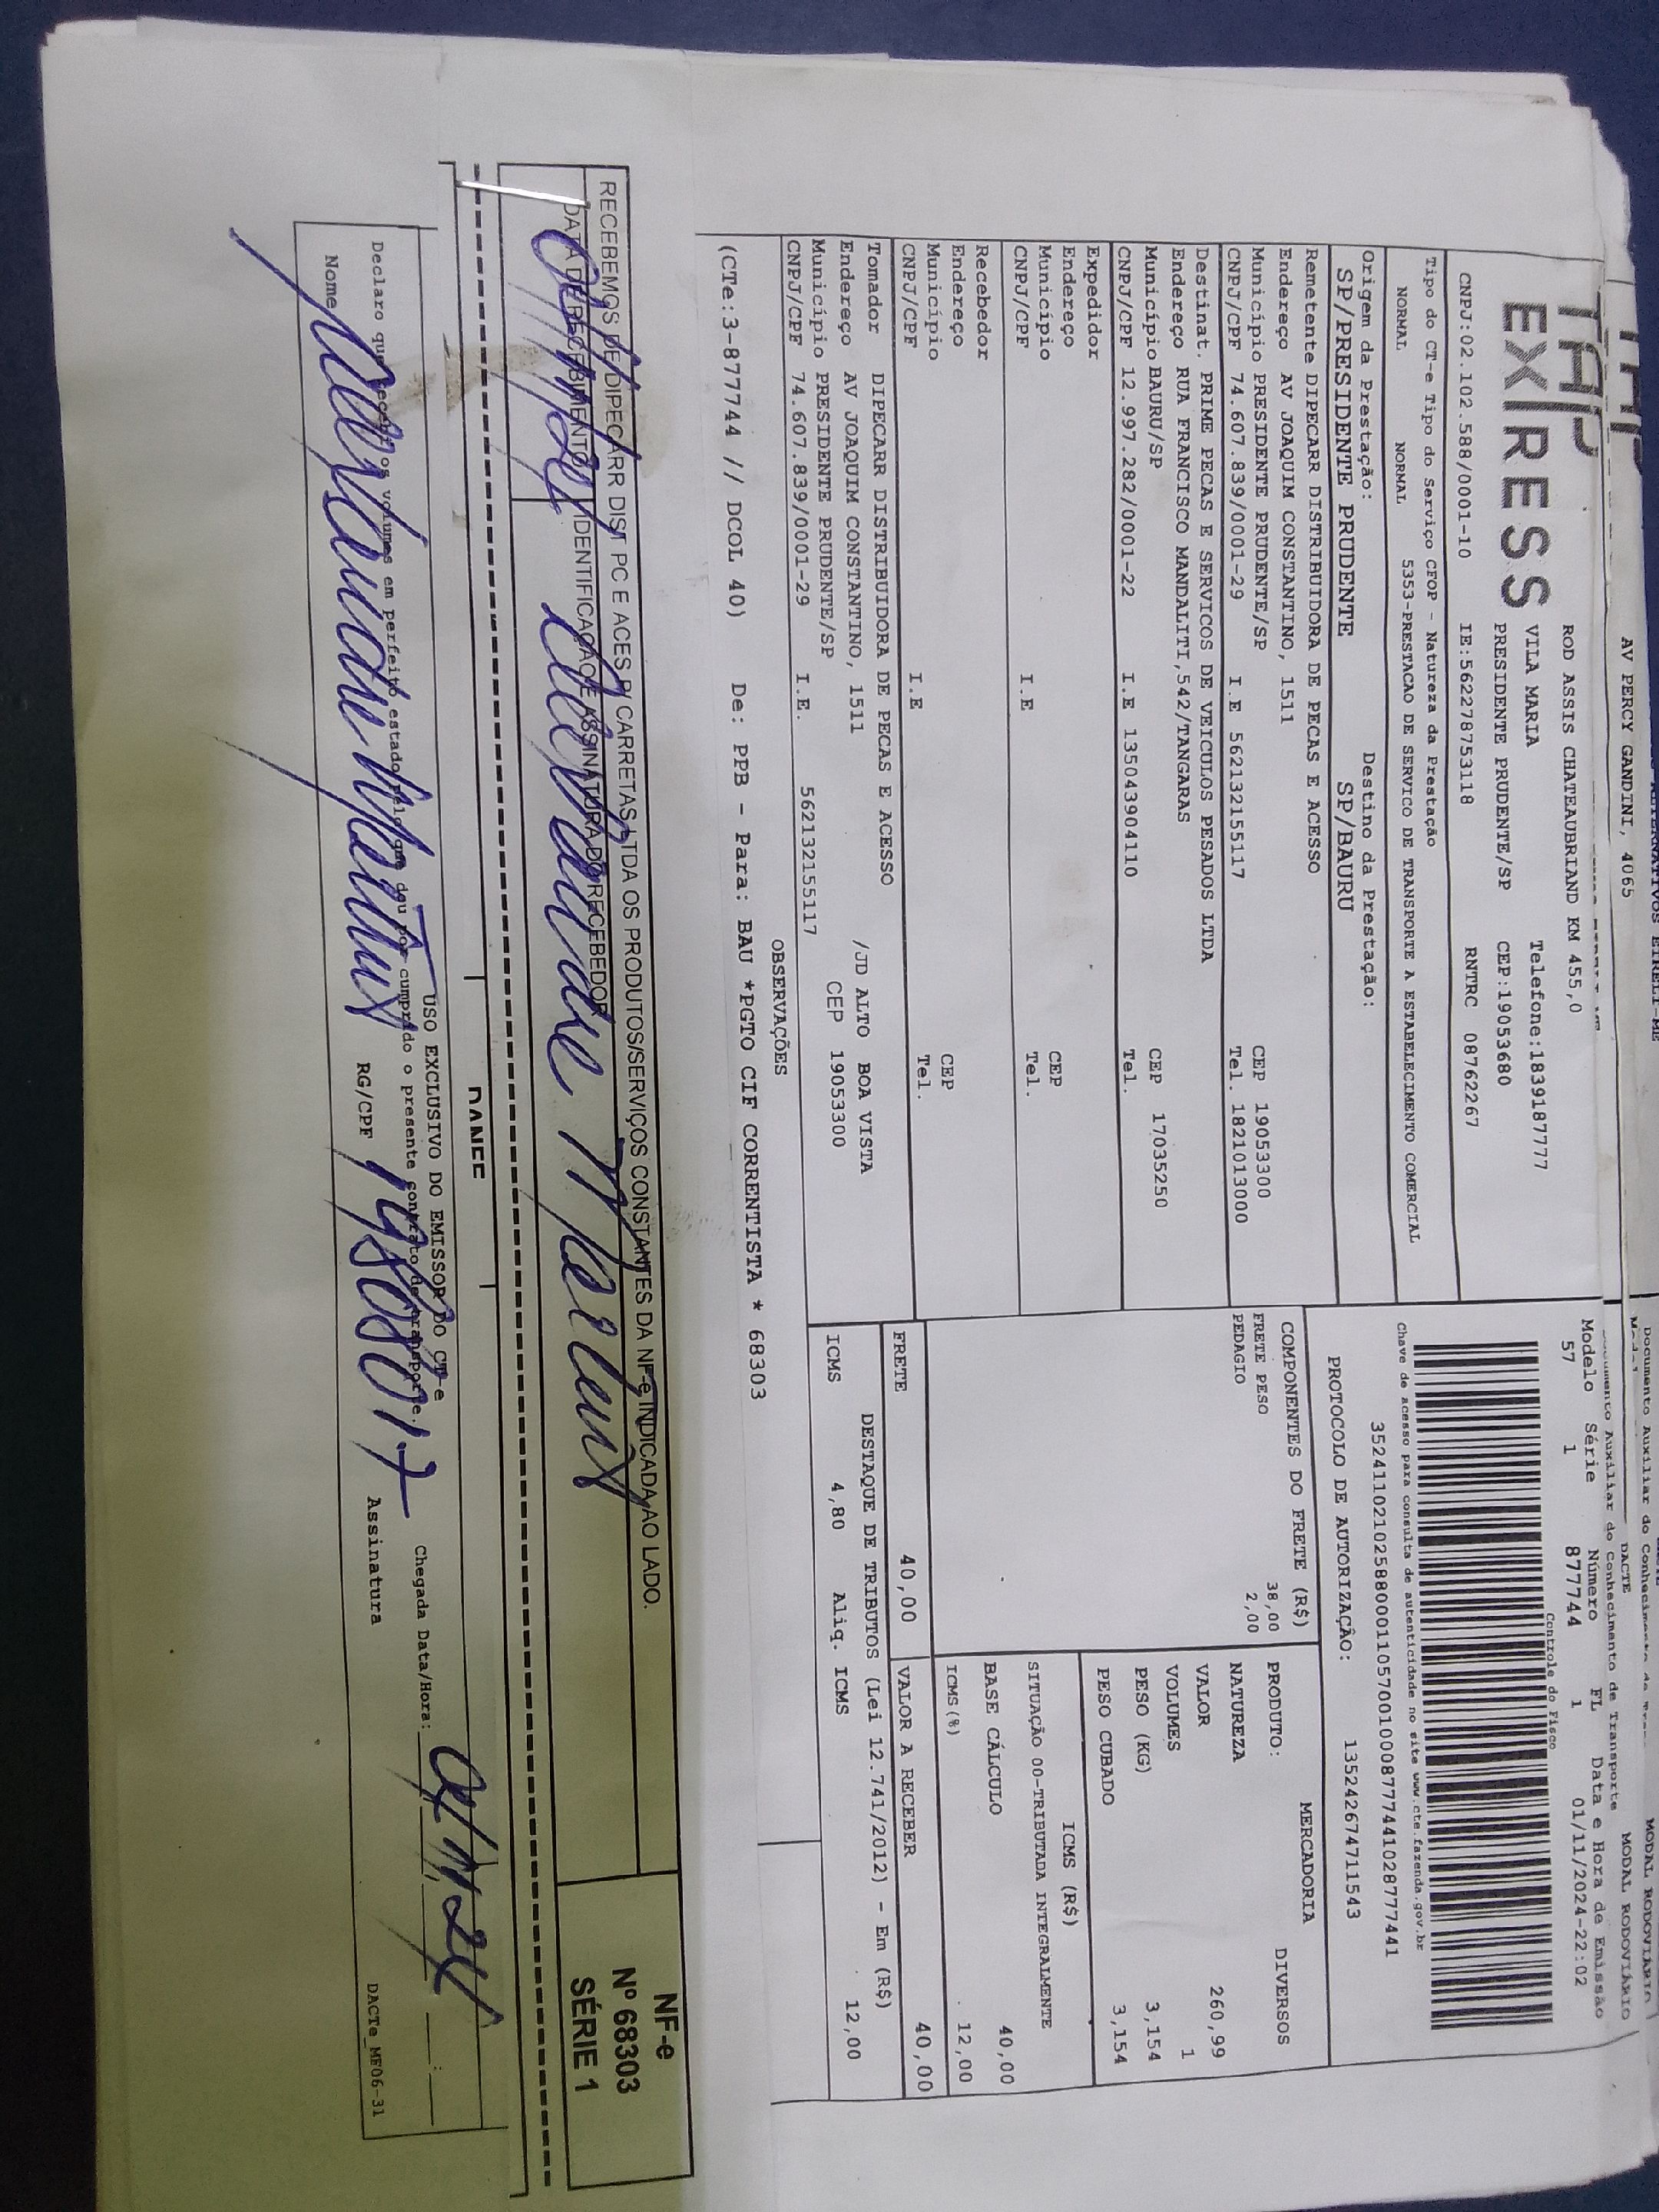 AV PERCY GANDINI, 4065
MODAL RODOVIÁRIO
DACTE
MODAL RODOVIÁRIO
Documento Auxiliar do Conhecimento de Transporte
TAP
EXPRESS
ROD ASSIS CHATEAUBRIAND KM 455,0
VILA MARIA
Telefone:1839187777
PRESIDENTE PRUDENTE/SP
CEP:19053680
CNPJ:02.102.588/0001-10
IE:562278753118
RNTRC 08762267
Modelo Série Número FL Data e Hora de Emissão
57 1 877744 1 01/11/2024-22:02
Controle do Fisco
Tipo do CT-e Tipo do Serviço CFOP - Natureza da Prestação
NORMAL NORMAL 5353-PRESTACAO DE SERVICO DE TRANSPORTE A ESTABELECIMENTO COMERCIAL
Chave de acesso para consulta de autenticidade no site www.cte.fazenda.gov.br
35241102102588000110570010008777441028777441
Origem da Prestação:
Destino da Prestação:
SP/PRESIDENTE PRUDENTE
SP/BAURU
PROTOCOLO DE AUTORIZAÇÃO: 135242674711543
Remetente DIPECARR DISTRIBUIDORA DE PECAS E ACESSO
Endereço AV JOAQUIM CONSTANTINO, 1511
Município PRESIDENTE PRUDENTE/SP CEP 19053300
CNPJ/CPF 74.607.839/0001-29 I.E 562132155117 Tel. 1821013000
Destinat. PRIME PECAS E SERVICOS DE VEICULOS PESADOS LTDA
Endereço RUA FRANCISCO MANDALITI,542/TANGARAS
Município BAURU/SP CEP 17035250
CNPJ/CPF 12.997.282/0001-22 I.E 135043904110 Tel.
Expedidor
Endereço
Município CEP
CNPJ/CPF I.E Tel.
Recebedor
Endereço
Município CEP
CNPJ/CPF I.E Tel.
Tomador DIPECARR DISTRIBUIDORA DE PECAS E ACESSO
Endereço AV JOAQUIM CONSTANTINO, 1511 /JD ALTO BOA VISTA
Município PRESIDENTE PRUDENTE/SP CEP 19053300
CNPJ/CPF 74.607.839/0001-29 I.E. 562132155117
COMPONENTES DO FRETE (R$)
FRETE PESO 38,00
PEDAGIO 2,00
MERCADORIA
PRODUTO:
NATUREZA DIVERSOS
VALOR 260,99
VOLUMES 1
PESO (KG) 3,154
PESO CUBADO 3,154
ICMS (R$)
SITUAÇÃO 00-TRIBUTADA INTEGRALMENTE
BASE CÁLCULO 40,00
ICMS(%) 12,00
FRETE 40,00 VALOR A RECEBER 40,00
DESTAQUE DE TRIBUTOS (Lei 12.741/2012) - Em (R$)
ICMS 4,80 Aliq. ICMS 12,00
OBSERVAÇÕES
(CTe:3-877744 // DCOL 40) De: PPB - Para: BAU *PGTO CIF CORRENTISTA * 68303
RECEBEMOS DE DIPECARR DIST PC E ACES P/ CARRETAS LTDA OS PRODUTOS/SERVIÇOS CONSTANTES DA NF-e INDICADA AO LADO.
DATA DE RECEBIMENTO
IDENTIFICAÇÃO E ASSINATURA DO RECEBEDOR
NF-e
Nº 68303
SÉRIE 1
DANFE
USO EXCLUSIVO DO EMISSOR DO CT-e
Declaro que recebi os volumes em perfeito estado pelo que dou por cumprido o presente contrato de transporte.
Chegada Data/Hora:
Nome
RG/CPF
Assinatura
DACTe_MF06-31